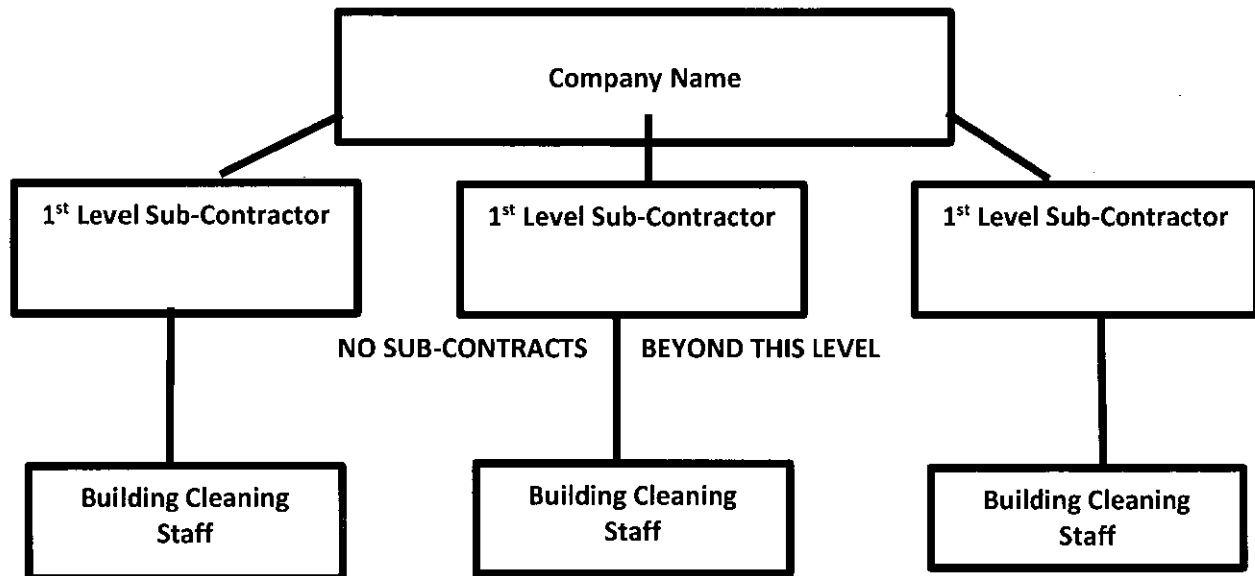 Company Name
1st Level Sub-Contractor
1st Level Sub-Contractor
1st Level Sub-Contractor
NO SUB-CONTRACTS BEYOND THIS LEVEL
Building Cleaning
Staff
Building Cleaning
Staff
Building Cleaning
Staff